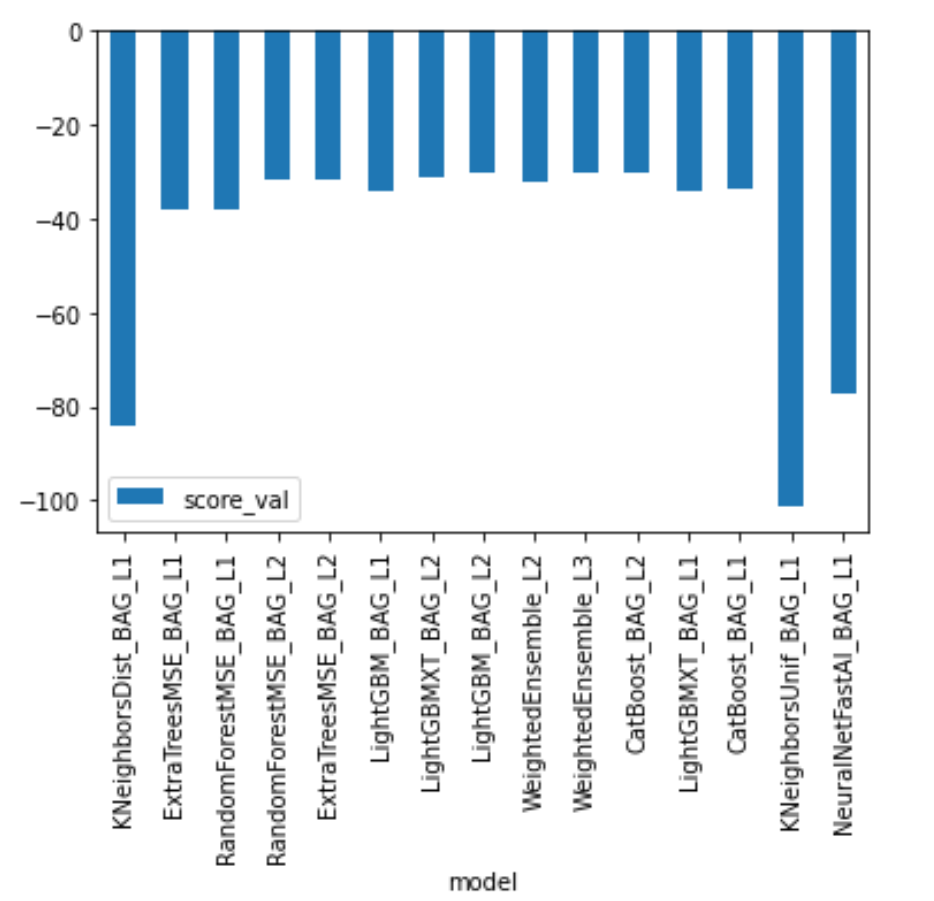 0
−20
−40
−60
−80
−100
score_val
KNeighborsDist_BAG_L1
ExtraTreesMSE_BAG_L1
RandomForestMSE_BAG_L1
RandomForestMSE_BAG_L2
ExtraTreesMSE_BAG_L2
LightGBM_BAG_L1
LightGBMXT_BAG_L2
LightGBM_BAG_L2
WeightedEnsemble_L2
WeightedEnsemble_L3
CatBoost_BAG_L2
LightGBMXT_BAG_L1
CatBoost_BAG_L1
KNeighborsUnif_BAG_L1
NeuralNetFastAI_BAG_L1
model